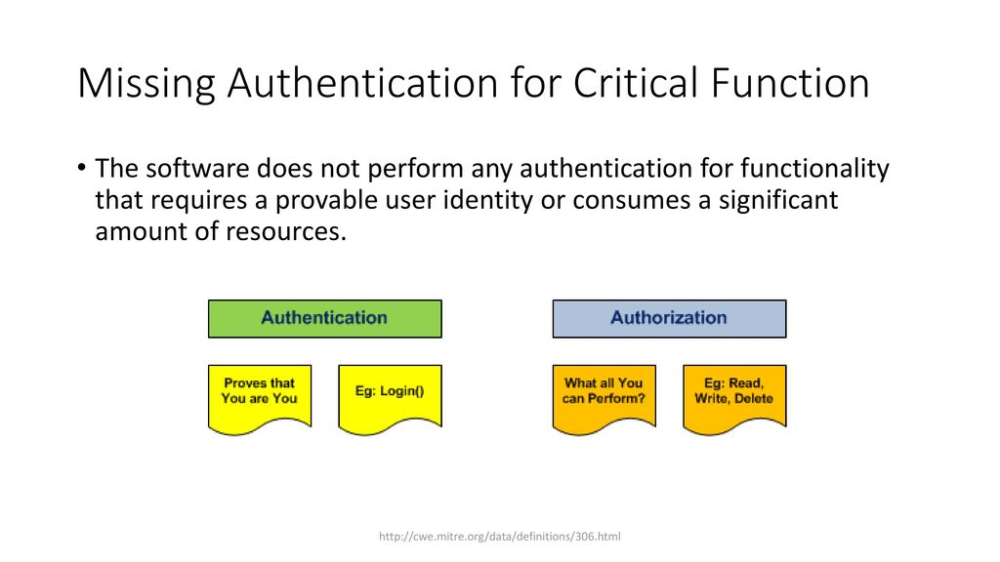 Missing Authentication for Critical Function
• The software does not perform any authentication for functionality
that requires a provable user identity or consumes a significant
amount of resources.
Authentication
Authorization
Proves that
You are You
Eg: Login()
What all You
can Perform?
Eg: Read,
Write, Delete
http://cwe.mitre.org/data/definitions/306.html